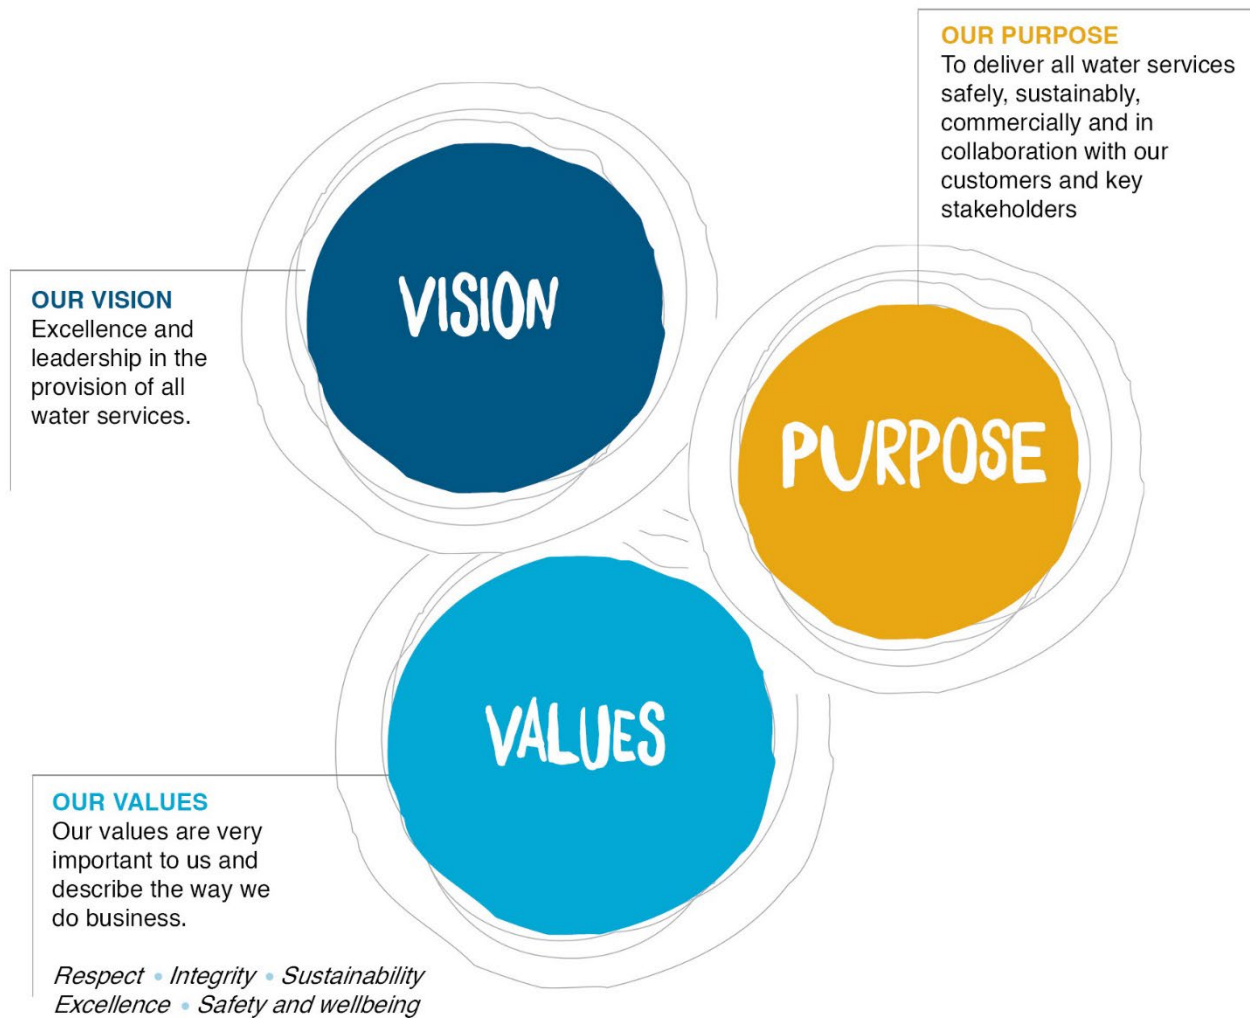 OUR PURPOSE
To deliver all water services
safely, sustainably,
commercially and in
collaboration with our
customers and key
stakeholders
VISION
OUR VISION
Excellence and
leadership in the
provision of all
water services.
PURPOSE
VALUES
OUR VALUES
Our values are very
important to us and
describe the way we
do business.
Respect • Integrity • Sustainability
Excellence • Safety and wellbeing